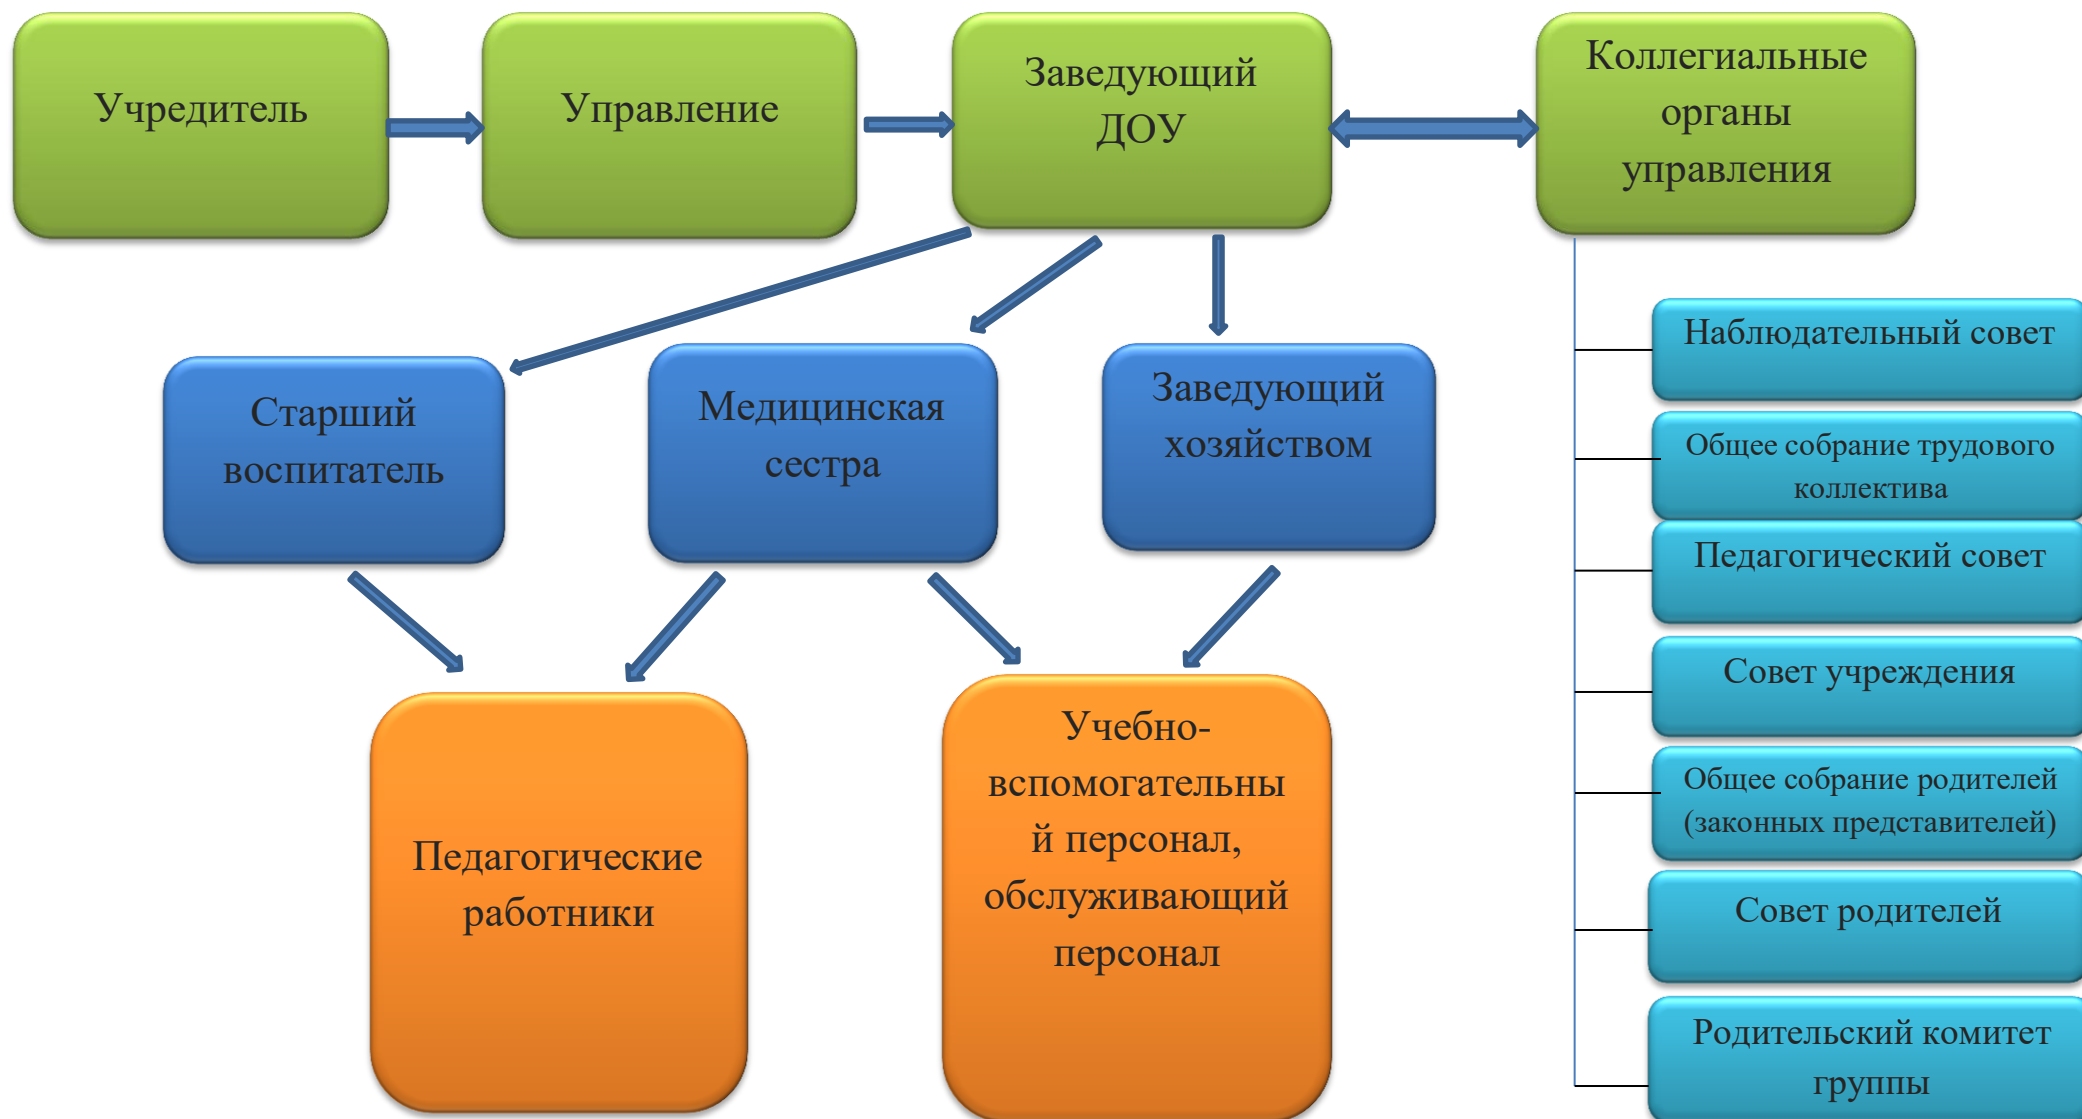 Учредитель
Управление
Заведующий
ДОУ
Коллегиальные
органы
управления
Старший
воспитатель
Медицинская
сестра
Заведующий
хозяйством
Педагогические
работники
Учебно-
вспомогательны
й персонал,
обслуживающий
персонал
Наблюдательный совет
Общее собрание трудового
коллектива
Педагогический совет
Совет учреждения
Общее собрание родителей
(законных представителей)
Совет родителей
Родительский комитет
группы